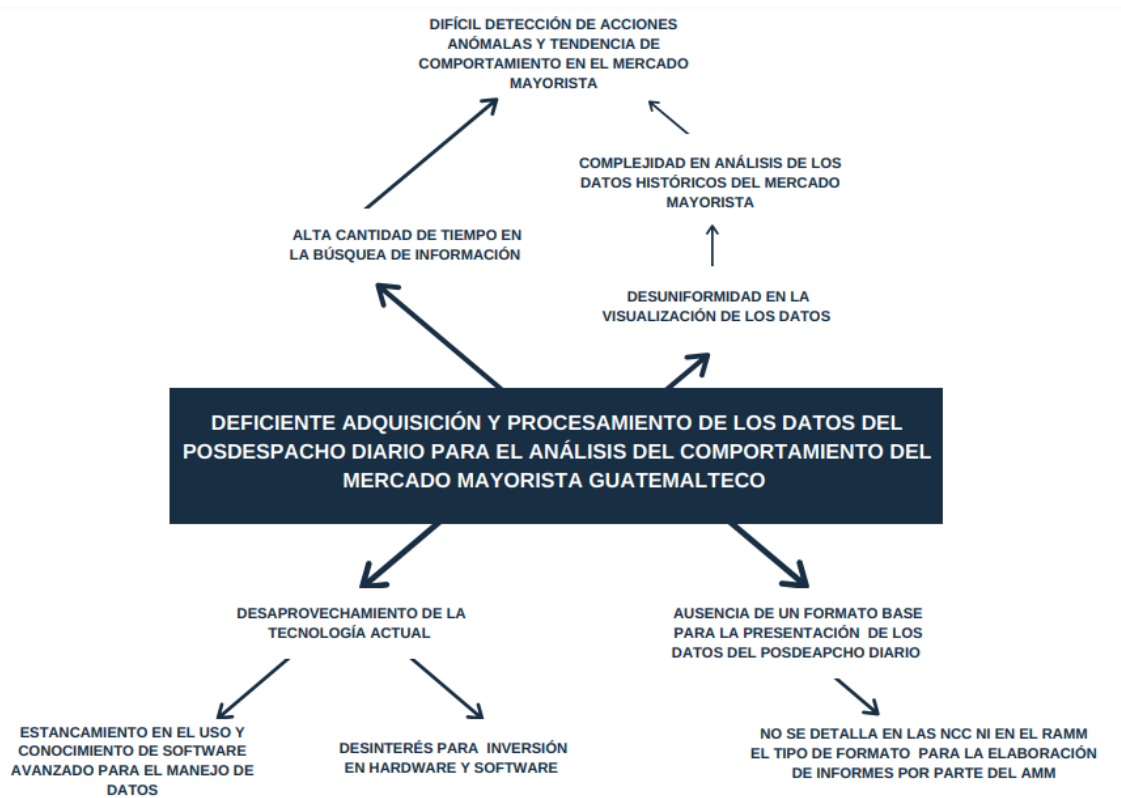 DIFÍCIL DETECCIÓN DE ACCIONES
ANÓMALAS Y TENDENCIA DE
COMPORTAMIENTO EN EL MERCADO
MAYORISTA
COMPLEJIDAD EN ANÁLISIS DE LOS
DATOS HISTÓRICOS DEL MERCADO
MAYORISTA
ALTA CANTIDAD DE TIEMPO EN
LA BÚSQUEA DE INFORMACIÓN
DESUNIFORMIDAD EN LA
VISUALIZACIÓN DE LOS DATOS
DEFICIENTE ADQUISICIÓN Y PROCESAMIENTO DE LOS DATOS DEL
POSDESPACHO DIARIO PARA EL ANÁLISIS DEL COMPORTAMIENTO DEL
MERCADO MAYORISTA GUATEMALTECO
DESAPROVECHAMIENTO DE LA
TECNOLOGÍA ACTUAL
AUSENCIA DE UN FORMATO BASE
PARA LA PRESENTACIÓN DE LOS
DATOS DEL POSDEAPCHO DIARIO
ESTANCAMIENTO EN EL USO Y
CONOCIMIENTO DE SOFTWARE
AVANZADO PARA EL MANEJO DE
DATOS
DESINTERÉS PARA INVERSIÓN
EN HARDWARE Y SOFTWARE
NO SE DETALLA EN LAS NCC NI EN EL RAMM
EL TIPO DE FORMATO PARA LA ELABORACIÓN
DE INFORMES POR PARTE DEL AMM